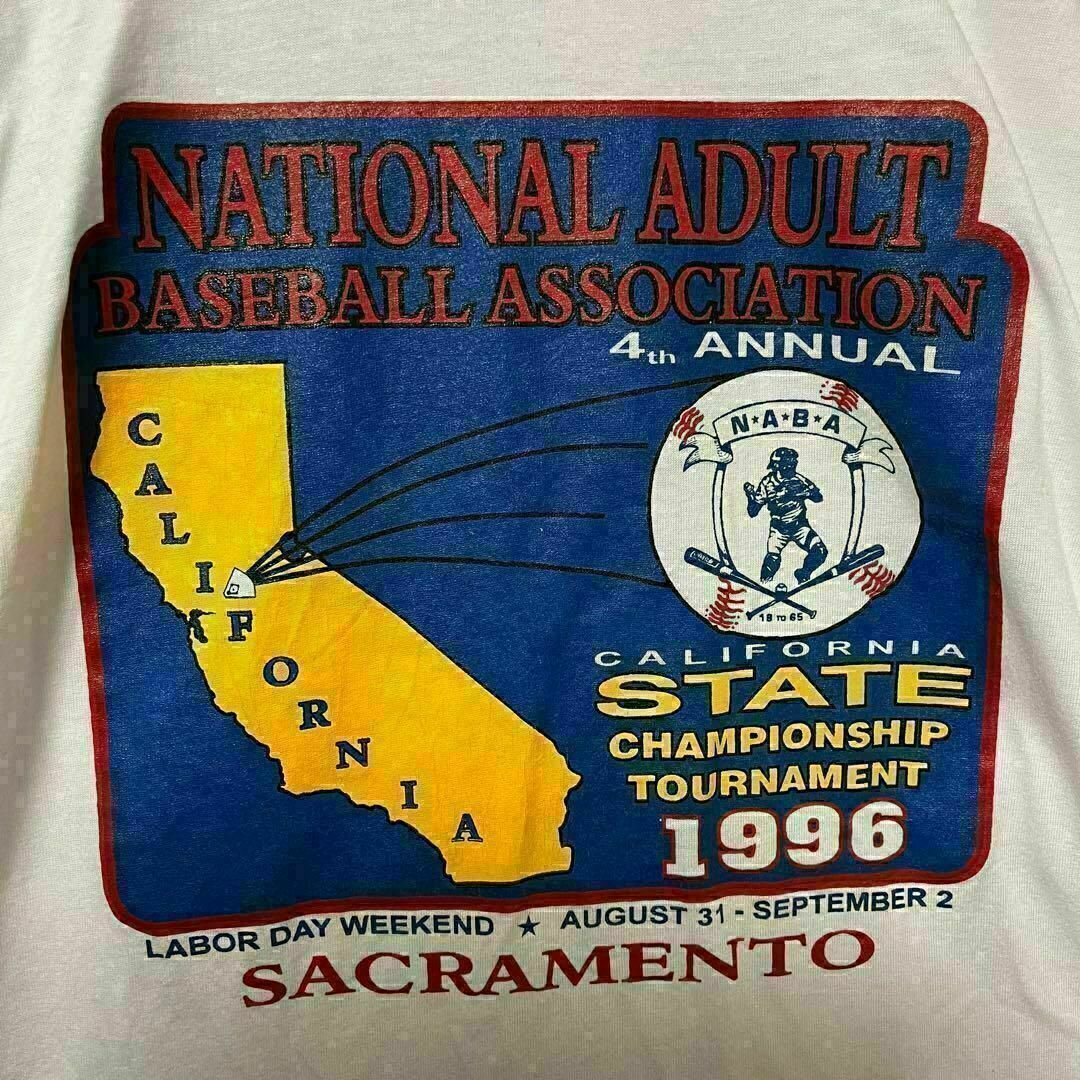 NATIONAL ADULT
BASEBALL ASSOCIATION
4th ANNUAL
CALIFORNIA
N★A★B★A
18 TO 65
CALIFORNIA
STATE
CHAMPIONSHIP
TOURNAMENT
1996
LABOR DAY WEEKEND ★ AUGUST 31 - SEPTEMBER 2
SACRAMENTO